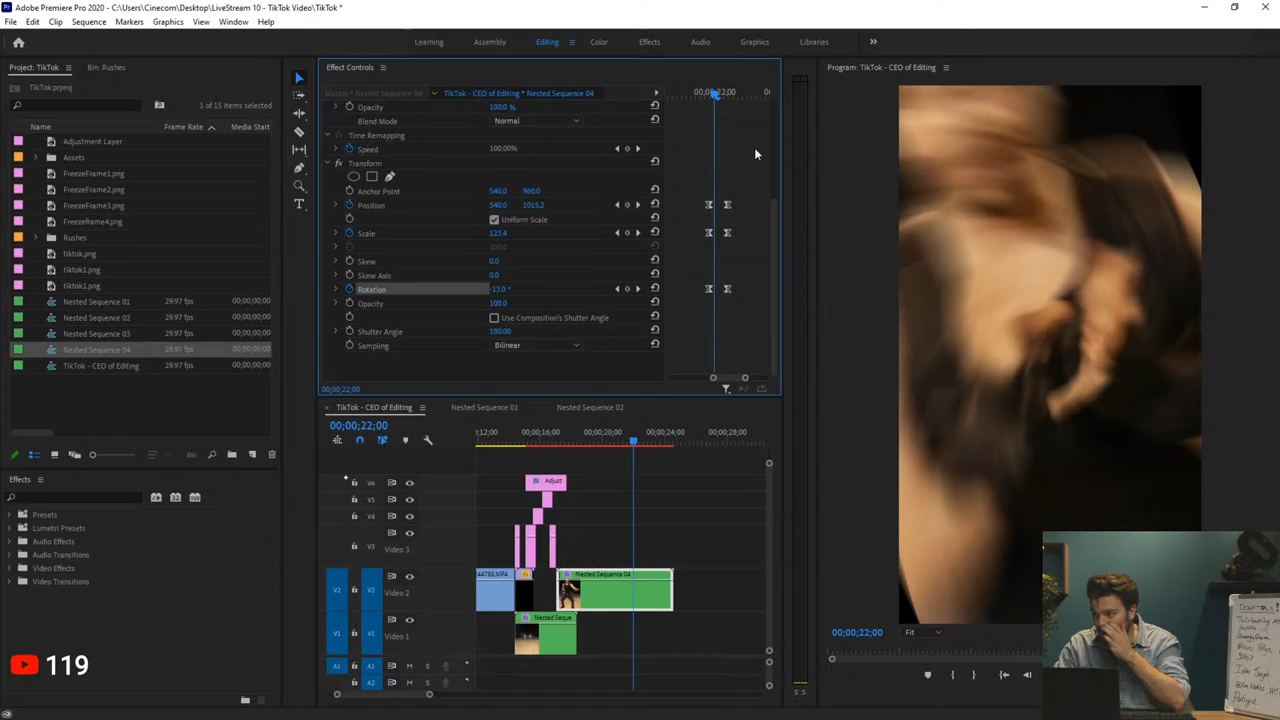 Adobe Premiere Pro 2020 - C:\Users\Cinecom\Desktop\LiveStream 10 - TikTok Video\TikTok *
File Edit Clip Sequence Markers Graphics View Window Help
Learning Assembly Editing Color Effects Audio Graphics Libraries
Project: TikTok Bin: Rushes
TikTok.prproj
1 of 15 items selected
Name Frame Rate Media Start
Adjustment Layer
Assets
FreezeFrame1.png
Freezeframe2.png
FreezeFrame3.png
Freezeframe4.png
Rushes
tiktok.png
tiktok1.png
tiktok1.png
Nested Sequence 01 29.97 fps 00;00;00;00
Nested Sequence 02 29.97 fps 00;00;00;00
Nested Sequence 03 29.97 fps 00;00;00;00
Nested Sequence 04 29.97 fps 00;00;00;00
TikTok - CEO of Editing 29.97 fps 00;00;00;00
Effects
Presets
Lumetri Presets
Audio Effects
Audio Transitions
Video Effects
Video Transitions
119
Effect Controls
Master * Nested Sequence 04 TikTok - CEO of Editing * Nested Sequence 04
00;00;22;00
Opacity 100.0 %
Blend Mode Normal
Time Remapping
Speed 100.00%
fx Transform
Anchor Point 540.0 960.0
Position 540.0 1015.2
Uniform Scale
Scale 123.4
100.0
Skew 0.0
Skew Axis 0.0
Rotation -13.0 °
Opacity 100.0
Use Composition's Shutter Angle
Shutter Angle 180.00
Sampling Bilinear
00;00;22;00
TikTok - CEO of Editing Nested Sequence 01 Nested Sequence 02
00;00;22;00
00;00;16;00 00;00;20;00 00;00;24;00 00;00;28;00
V6 Adjust
V5
V4
V3 Video 3
V2 V2 Video 2 44788.MP4 Nested Sequence 04
V1 V1 Video 1 Nested Seque
A1 A1 M S
A2 M S
S S
Program: TikTok - CEO of Editing
00;00;22;00 Fit